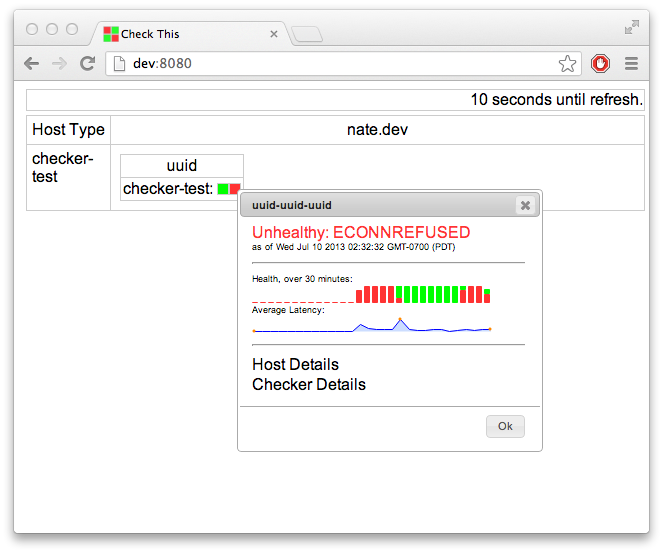 Check This
dev:8080
10 seconds until refresh.
Host Type
nate.dev
checker-
test
uuid
checker-test:
uuid-uuid-uuid
Unhealthy: ECONNREFUSED
as of Wed Jul 10 2013 02:32:32 GMT-0700 (PDT)
Health, over 30 minutes:
Average Latency:
Host Details
Checker Details
Ok